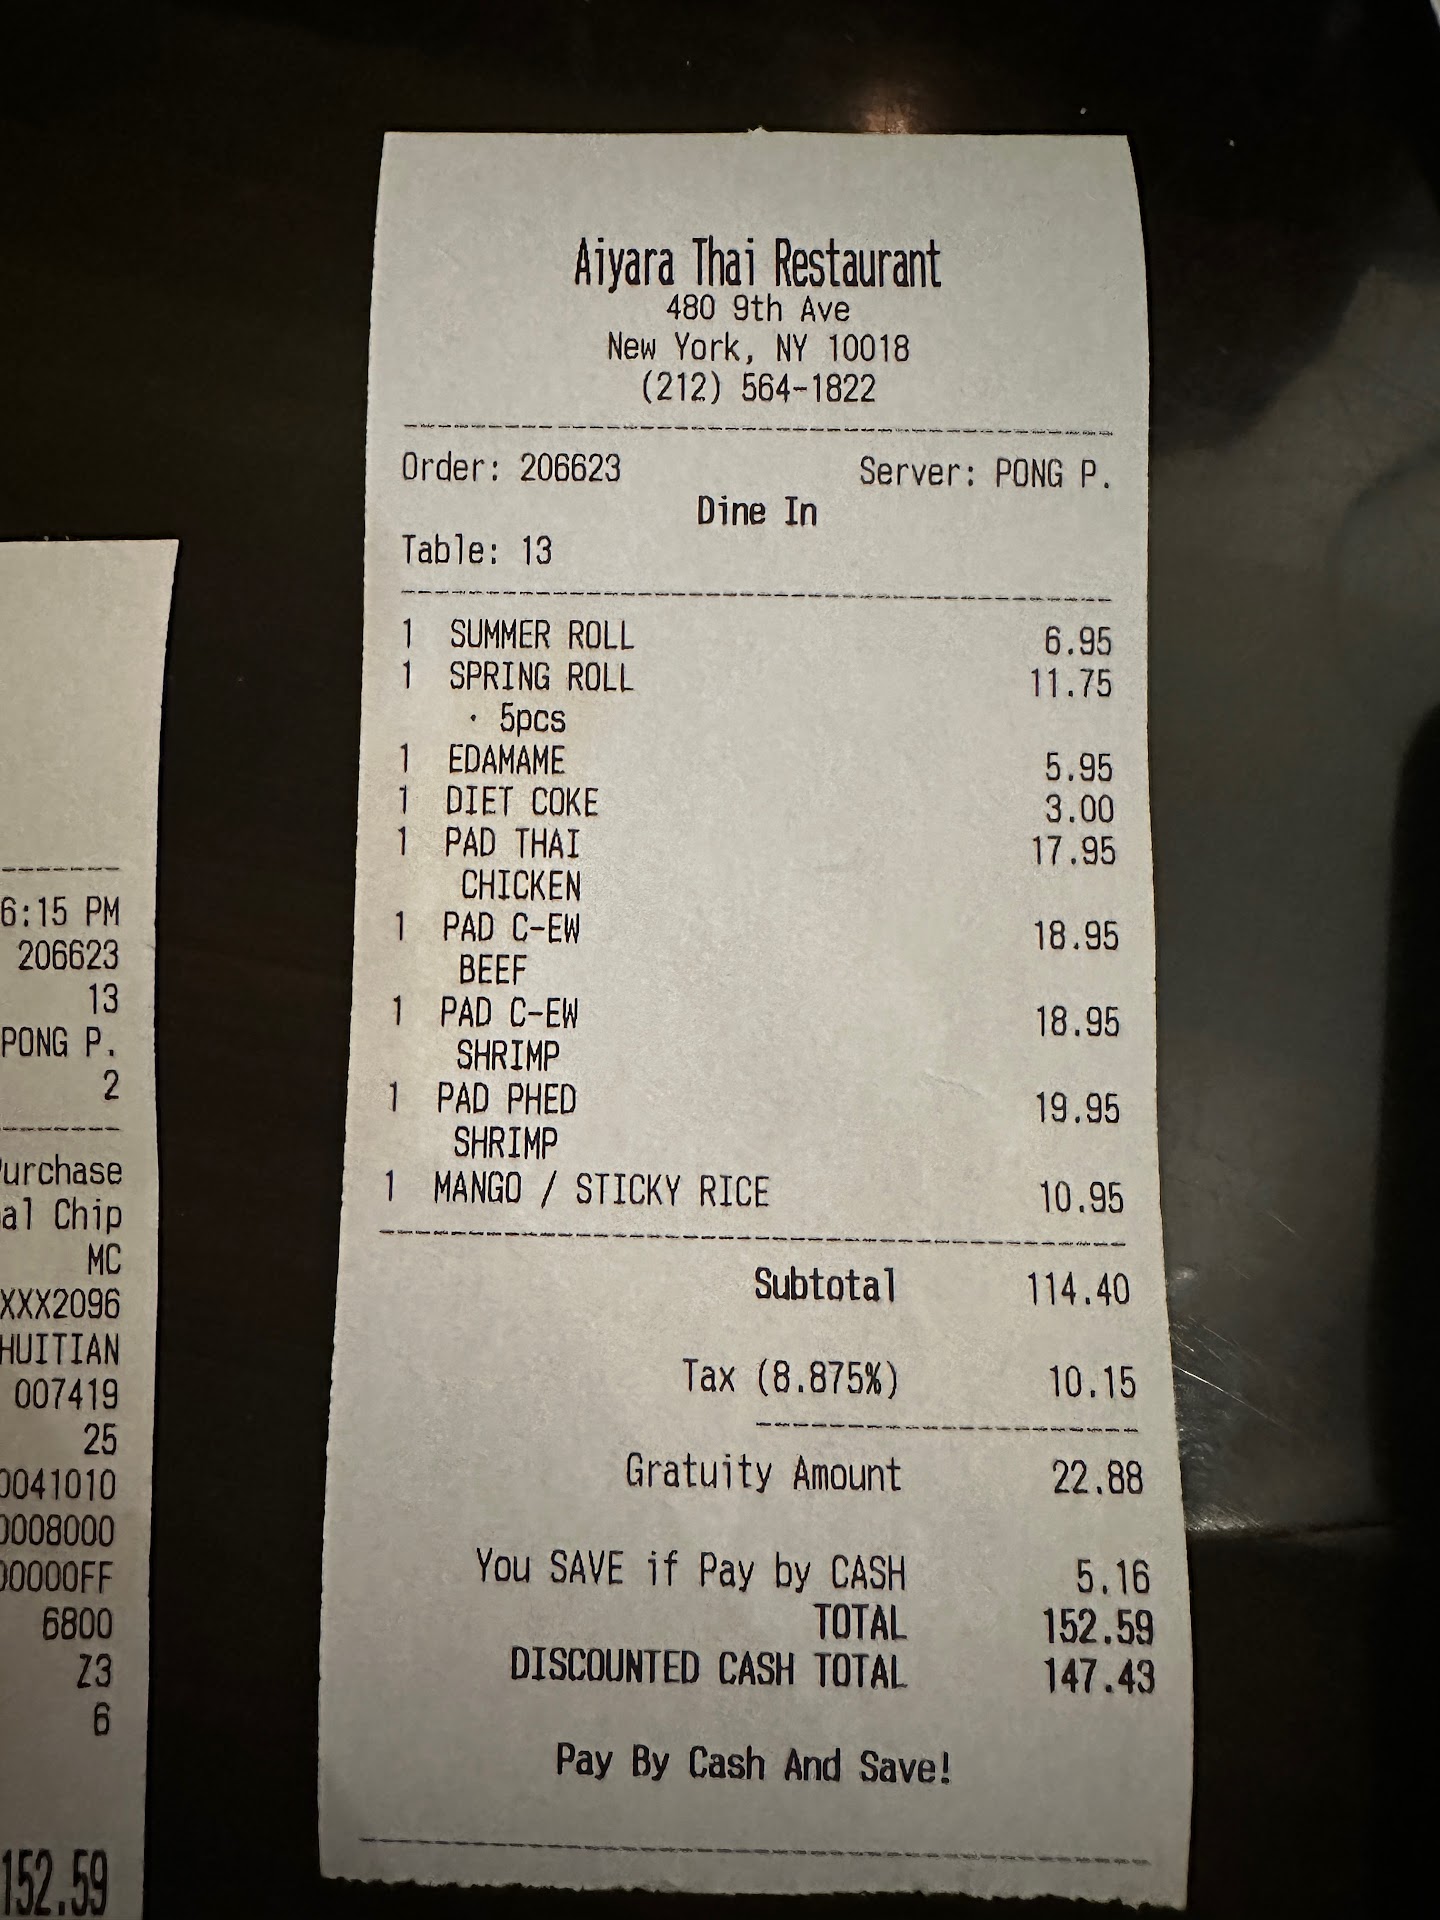 Aiyara Thai Restaurant
480 9th Ave
New York, NY 10018
(212) 564-1822
Order: 206623 Server: PONG P.
Dine In
Table: 13
1 SUMMER ROLL 6.95
1 SPRING ROLL 11.75
· 5pcs
1 EDAMAME 5.95
1 DIET COKE 3.00
1 PAD THAI 17.95
CHICKEN
1 PAD C-EW 18.95
BEEF
1 PAD C-EW 18.95
SHRIMP
1 PAD PHED 19.95
SHRIMP
1 MANGO / STICKY RICE 10.95
Subtotal 114.40
Tax (8.875%) 10.15
Gratuity Amount 22.88
You SAVE if Pay by CASH 5.16
TOTAL 152.59
DISCOUNTED CASH TOTAL 147.43
Pay By Cash And Save!
6:15 PM
206623
13
PONG P.
2
Purchase
al Chip
MC
XXX2096
HUITIAN
007419
25
0041010
0008000
00000FF
6800
Z3
6
152.59